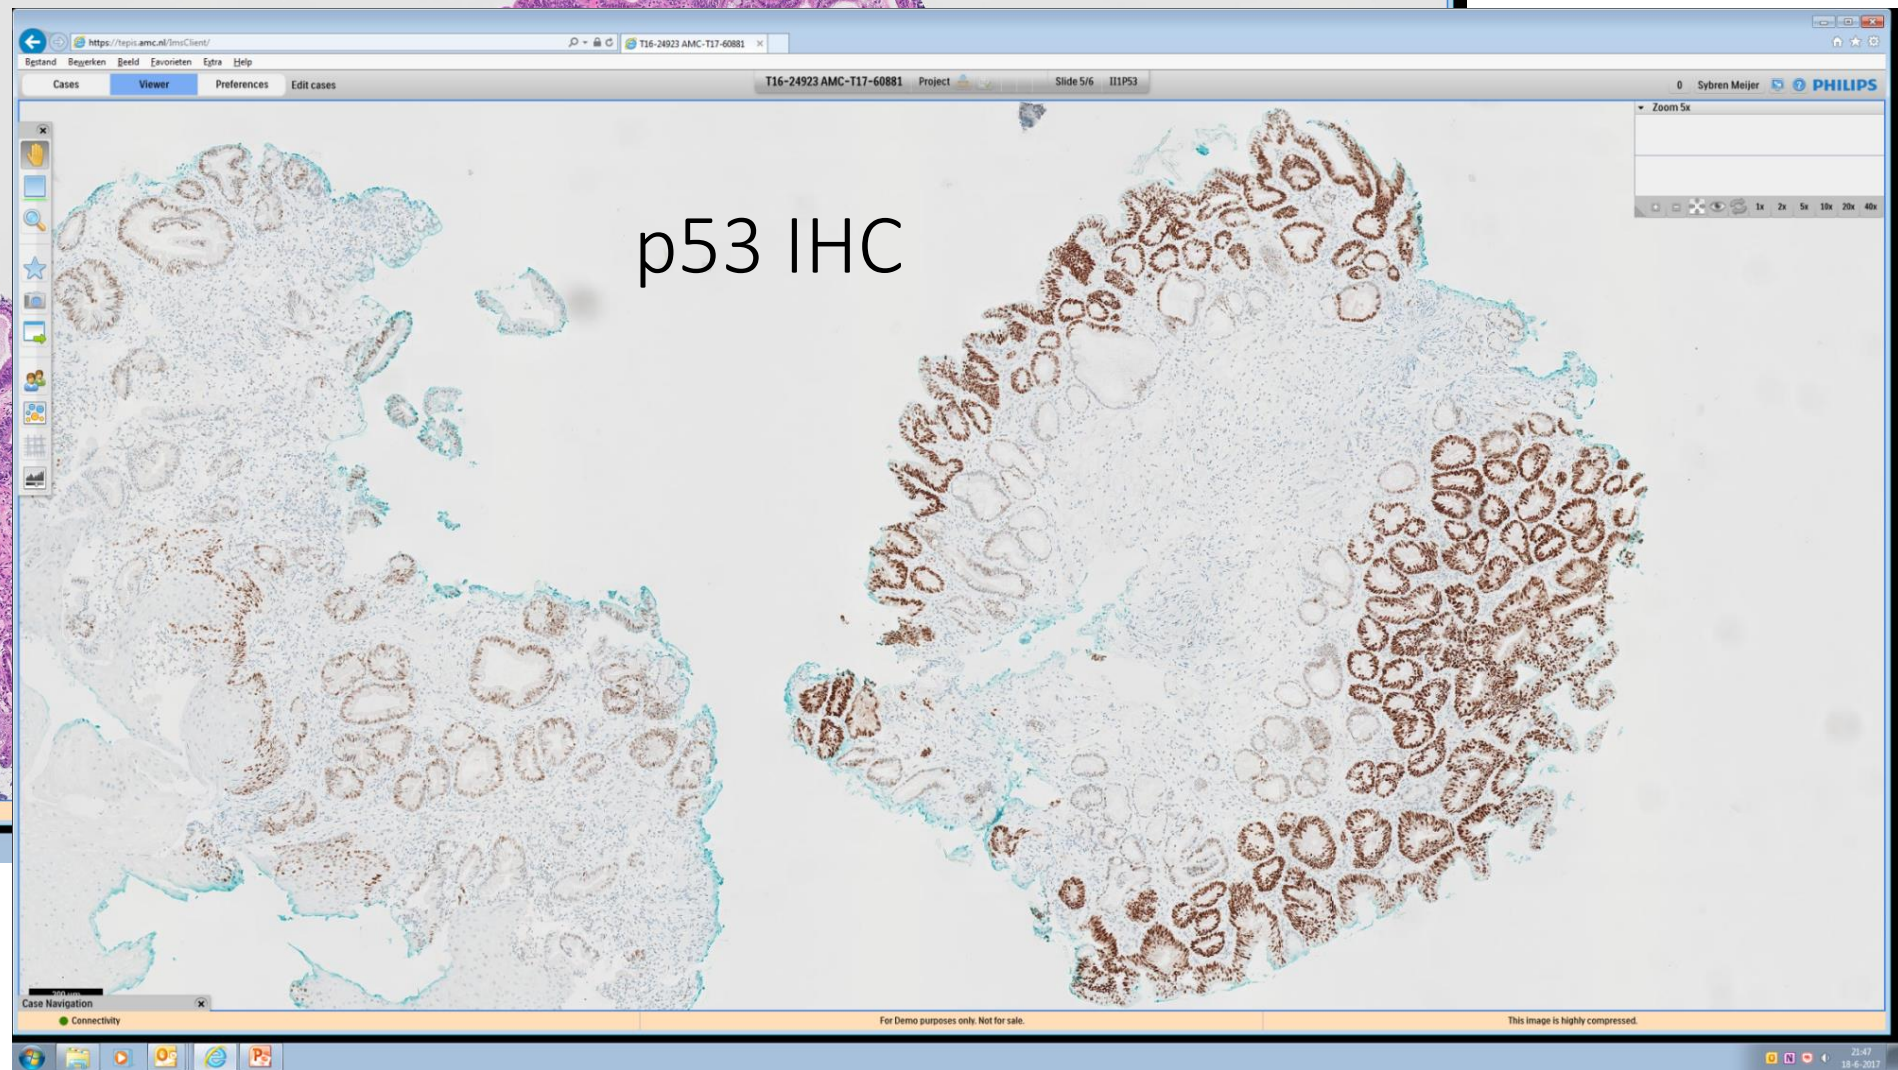 https://tepis.amc.nl/ImsClient/
T16-24923 AMC-T17-60881
Bestand Bewerken Beeld Favorieten Extra Help
Cases Viewer Preferences Edit cases
T16-24923 AMC-T17-60881 Project Slide 5/6 II1P53
0 Sybren Meijer PHILIPS
Zoom 5x
1x 2x 5x 10x 20x 40x
p53 IHC
Case Navigation
Connectivity
For Demo purposes only. Not for sale.
This image is highly compressed.
21:47
18-6-2017